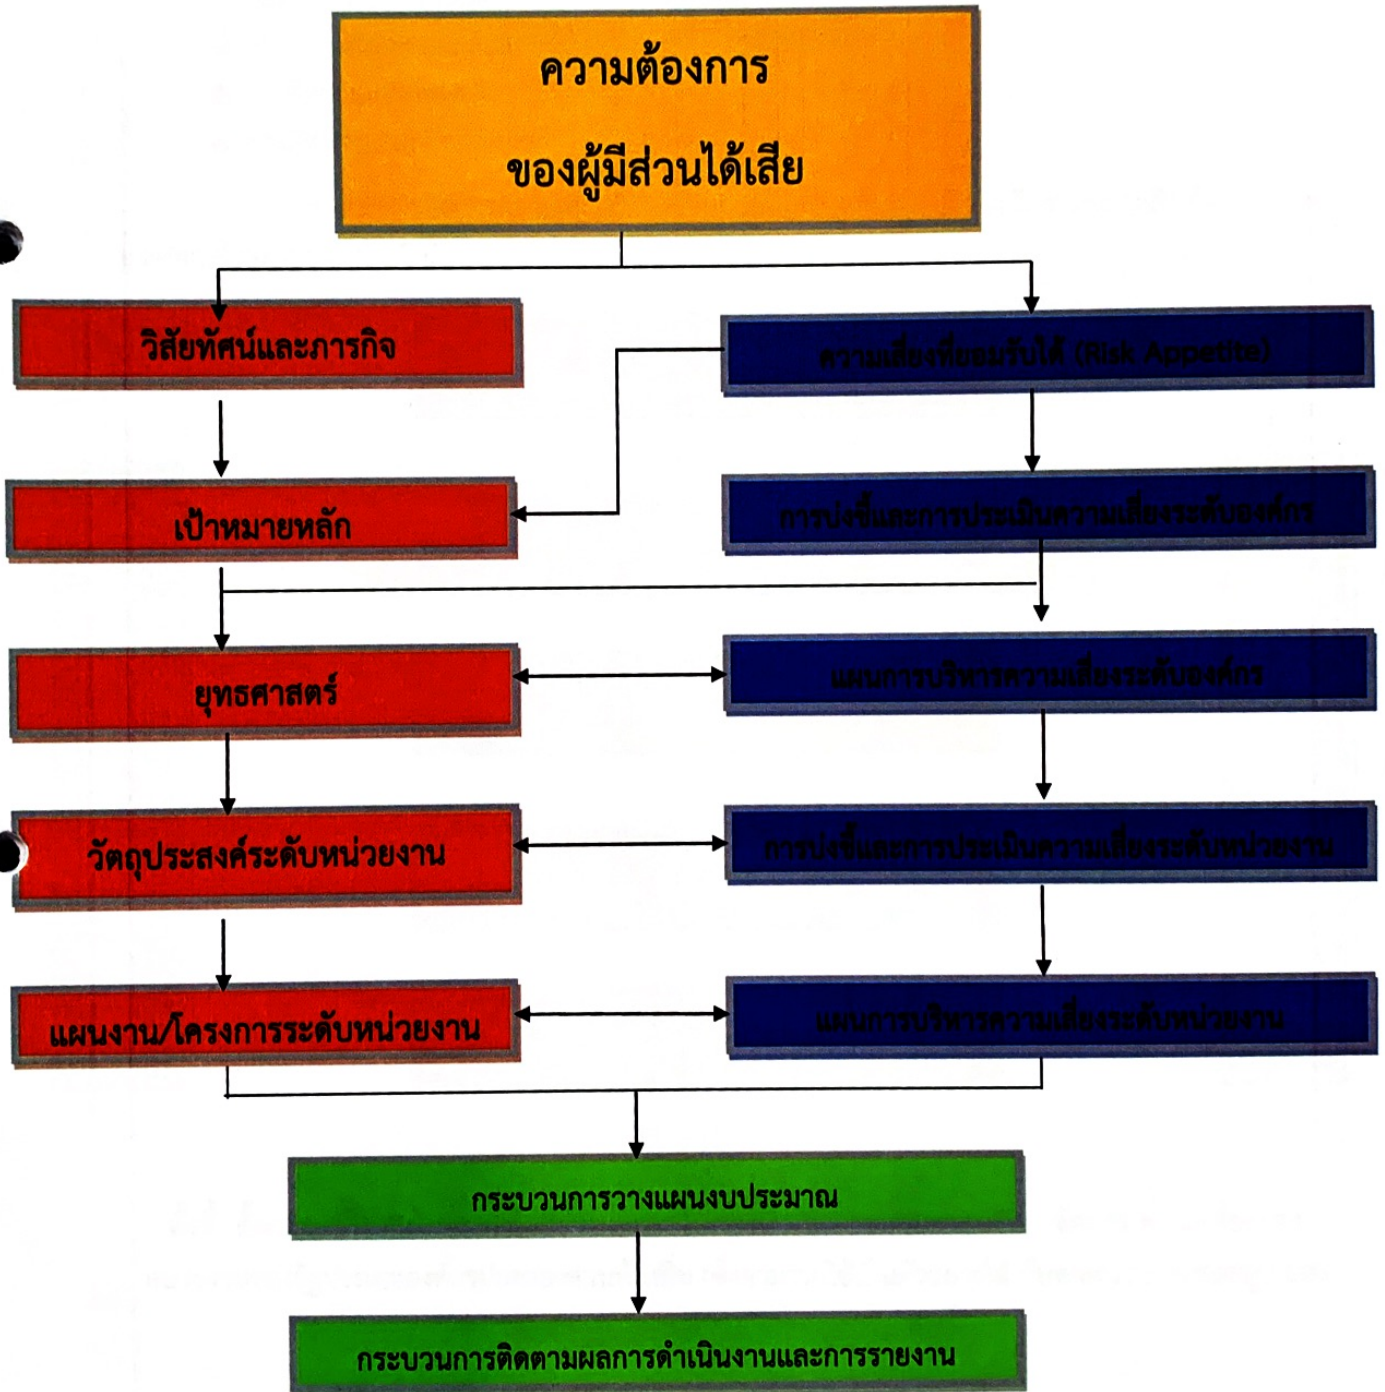 ความต้องการ
ของผู้มีส่วนได้เสีย
วิสัยทัศน์และภารกิจ
ความเสี่ยงที่ยอมรับได้ (Risk Appetite)
เป้าหมายหลัก
การบ่งชี้และการประเมินความเสี่ยงระดับองค์กร
ยุทธศาสตร์
แผนการบริหารความเสี่ยงระดับองค์กร
วัตถุประสงค์ระดับหน่วยงาน
การบ่งชี้และการประเมินความเสี่ยงระดับหน่วยงาน
แผนงาน/โครงการระดับหน่วยงาน
แผนการบริหารความเสี่ยงระดับหน่วยงาน
กระบวนการวางแผนงบประมาณ
กระบวนการติดตามผลการดำเนินงานและการรายงาน